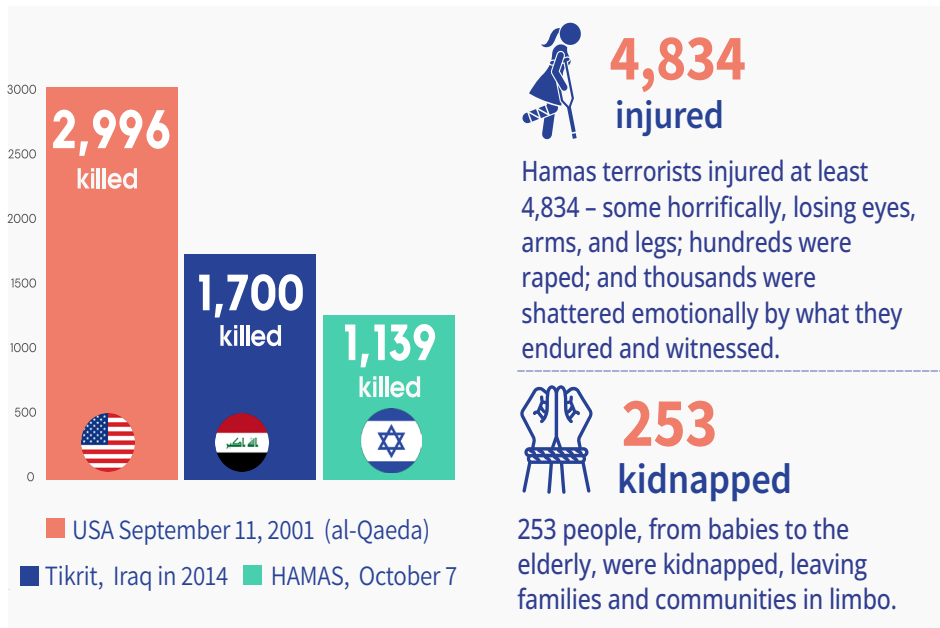 3000
2500
2000
1500
1000
500
0
2,996
killed
1,700
killed
1,139
killed
الله اكبر
USA September 11, 2001 (al-Qaeda)
Tikrit, Iraq in 2014
HAMAS, October 7
4,834
injured
Hamas terrorists injured at least
4,834 – some horrifically, losing eyes,
arms, and legs; hundreds were
raped; and thousands were
shattered emotionally by what they
endured and witnessed.
253
kidnapped
253 people, from babies to the
elderly, were kidnapped, leaving
families and communities in limbo.